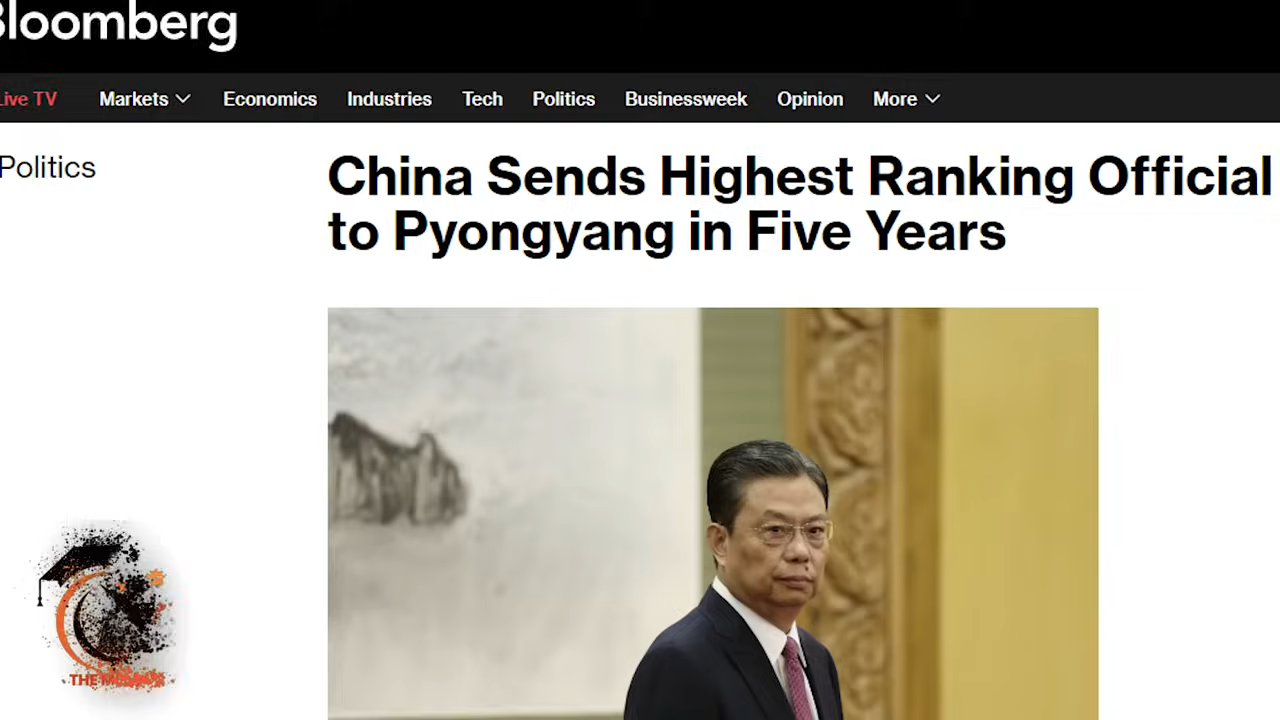 Bloomberg
Live TV Markets Economics Industries Tech Politics Businessweek Opinion More
Politics
China Sends Highest Ranking Official
to Pyongyang in Five Years
THE